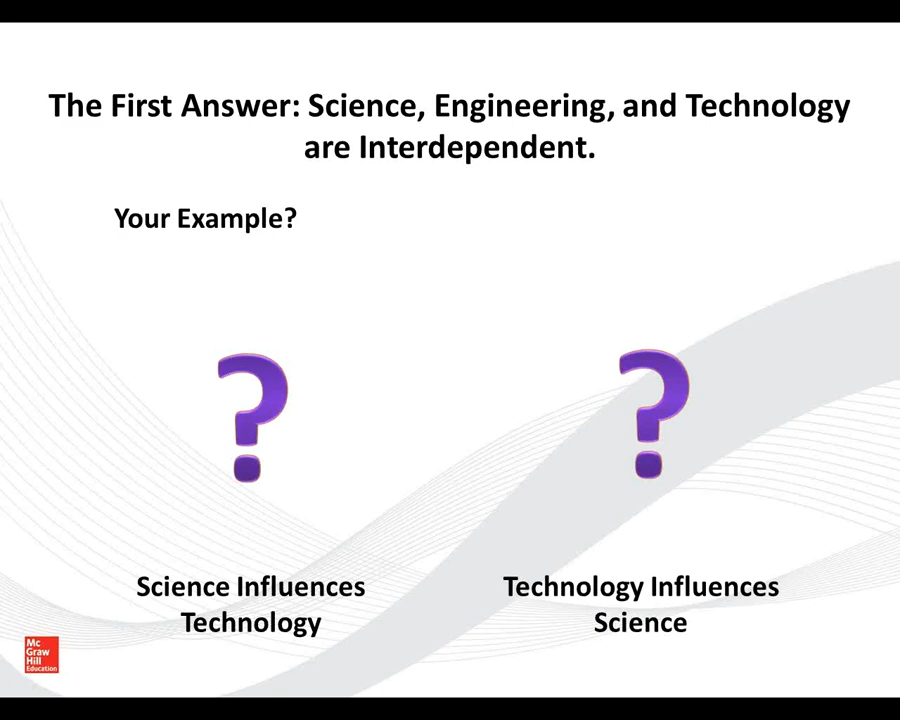 The First Answer: Science, Engineering, and Technology
are Interdependent.
Your Example?
?
?
Science Influences
Technology
Technology Influences
Science
Mc
Graw
Hill
Education